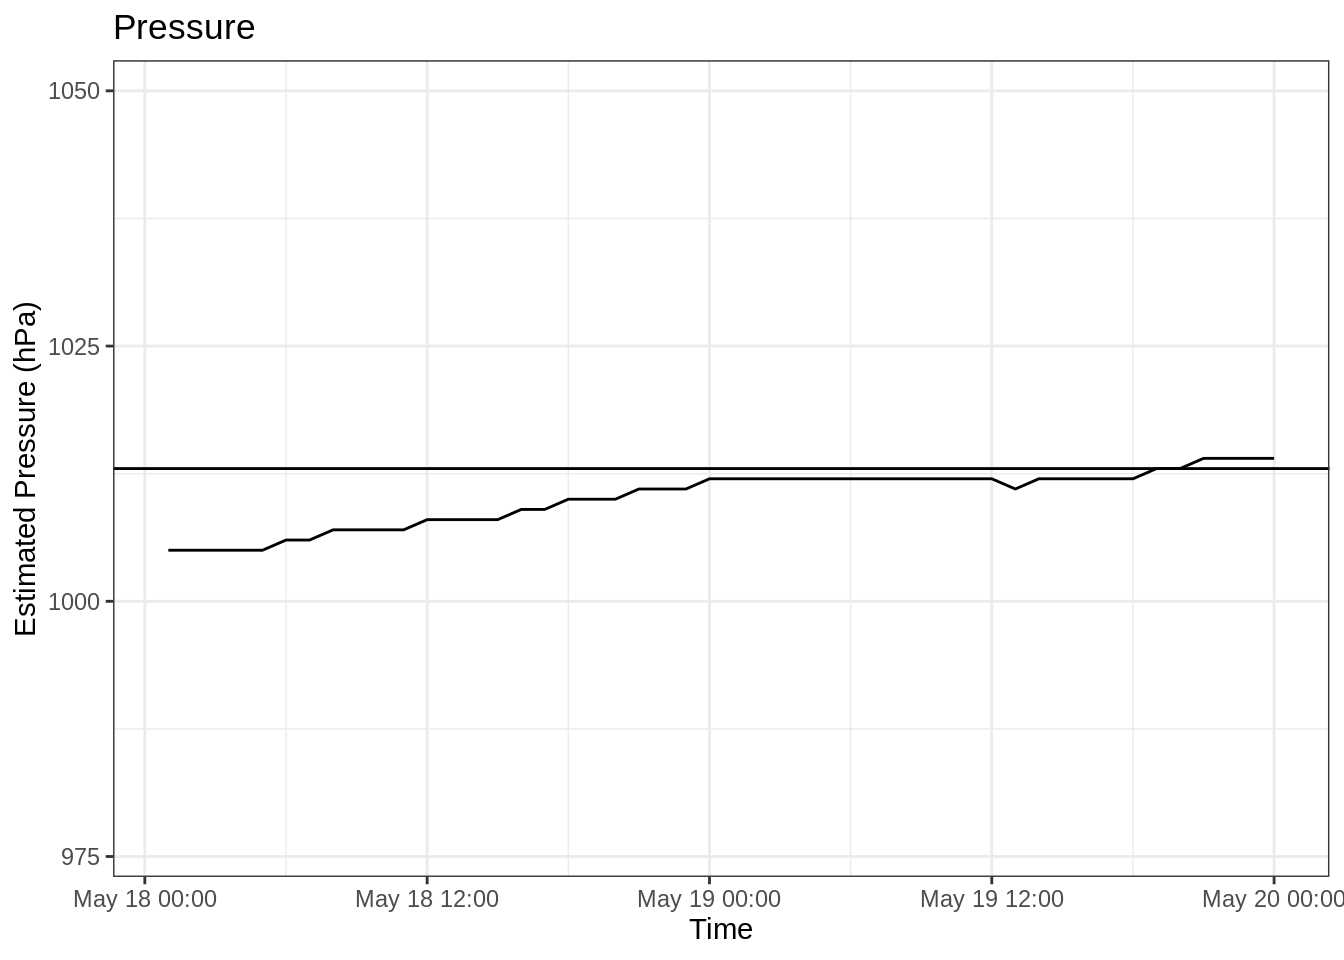 Pressure
1050
1025
1000
975
Estimated Pressure (hPa)
May 18 00:00
May 18 12:00
May 19 00:00
May 19 12:00
May 20 00:00
Time